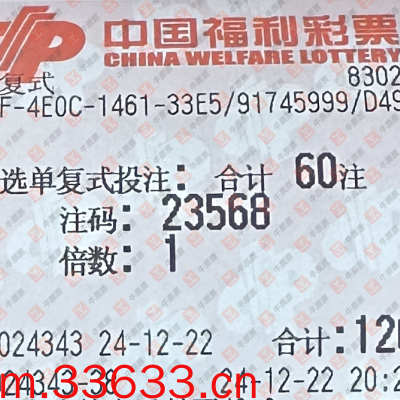 中国福利彩票
CHINA WELFARE LOTTERY
复式
8302
F-4E0C-1461-33E5/91745999/D49
选单复式投注: 合计 60注
注码: 23568
倍数: 1
024343 24-12-22 合计:120
m.33633.cn
24-12-22 20:2